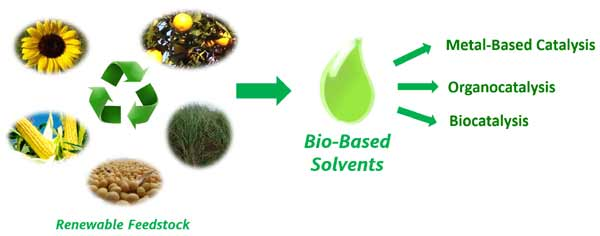 Renewable Feedstock
Bio-Based
Solvents
Metal-Based Catalysis
Organocatalysis
Biocatalysis